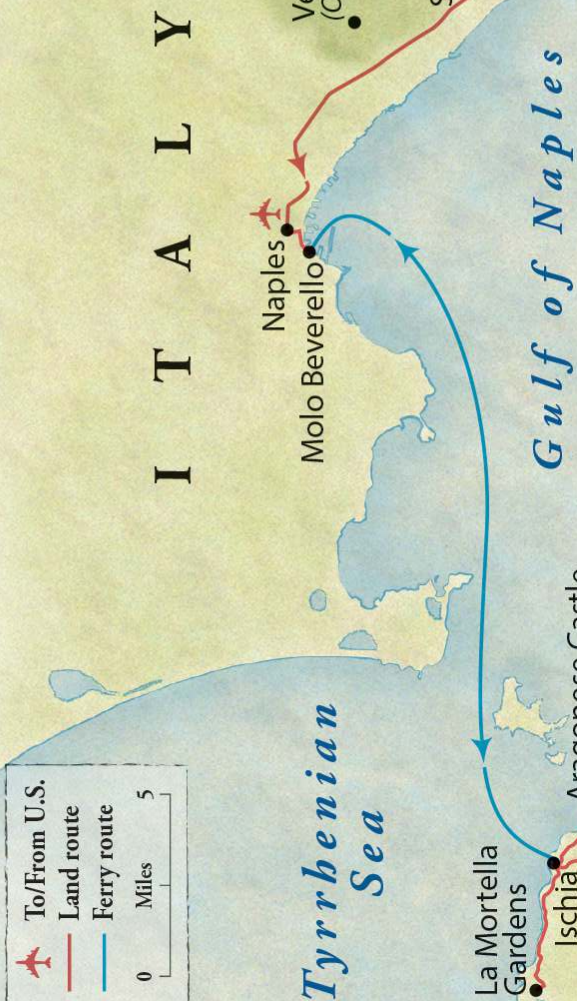 To/From U.S.
Land route
Ferry route
0 Miles 5
ITALY
Naples
Molo Beverello
Tyrrhenian
Sea
Gulf of Naples
La Mortella
Gardens
Ischia